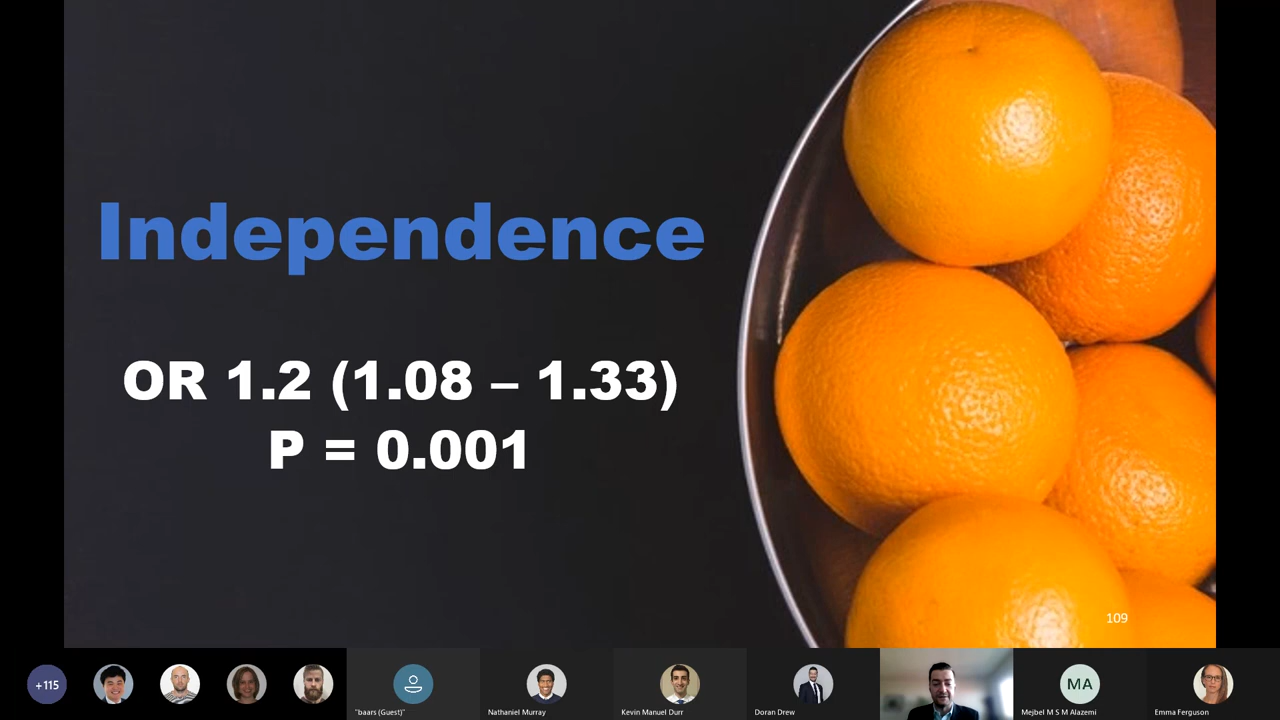 Independence
OR 1.2 (1.08 – 1.33)
P = 0.001
109
+115
"baars (Guest)"
Nathaniel Murray
Kevin Manuel Durr
Doran Drew
MA
Mejbel M S M Alazemi
Emma Ferguson